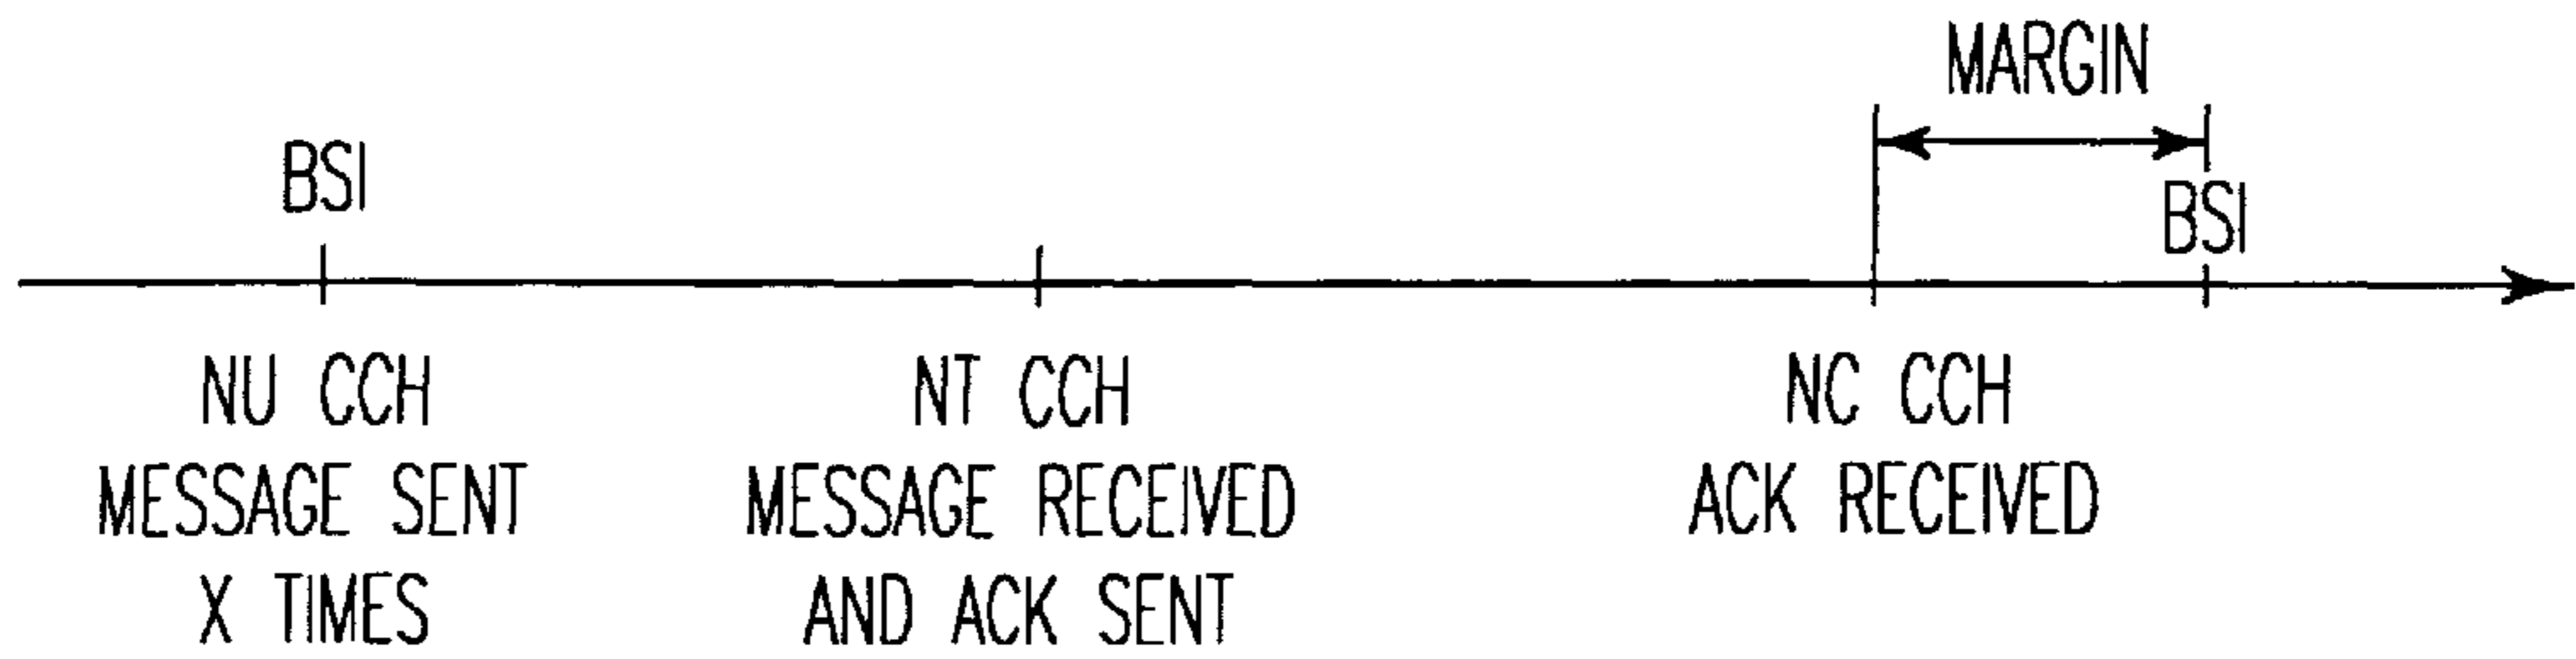 MARGIN
BSI
BSI
NU CCH
MESSAGE SENT
X TIMES
NT CCH
MESSAGE RECEIVED
AND ACK SENT
NC CCH
ACK RECEIVED